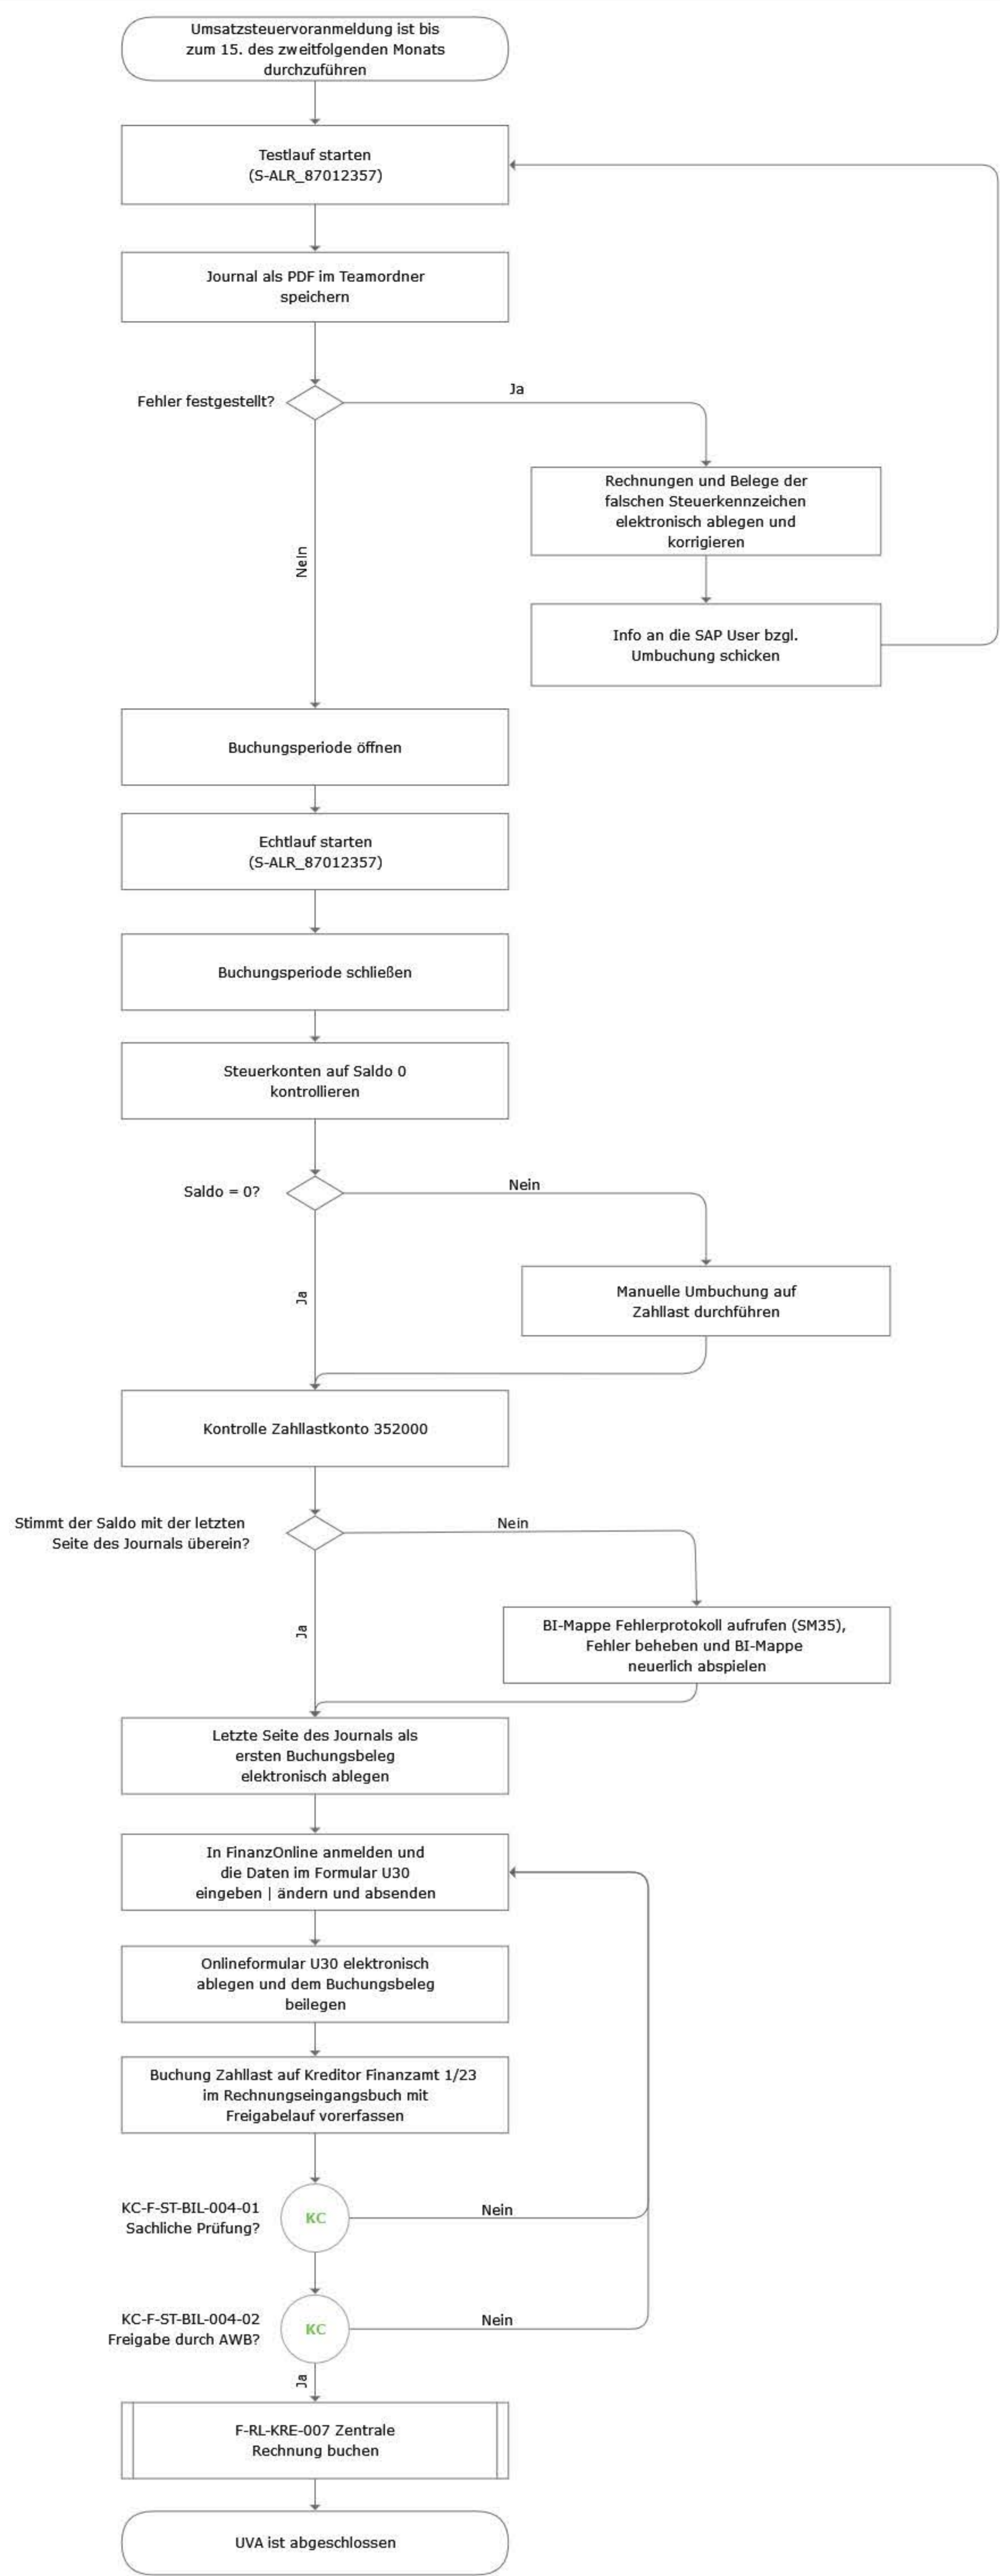 Umsatzsteuervoranmeldung ist bis
zum 15. des zweitfolgenden Monats
durchzuführen
Testlauf starten
(S-ALR_87012357)
Journal als PDF im Teamordner
speichern
Fehler festgestellt?
Ja
Rechnungen und Belege der
falschen Steuerkennzeichen
elektronisch ablegen und
korrigieren
Nein
Info an die SAP User bzgl.
Umbuchung schicken
Buchungsperiode öffnen
Echtlauf starten
(S-ALR_87012357)
Buchungsperiode schließen
Steuerkonten auf Saldo 0
kontrollieren
Saldo = 0?
Nein
Ja
Manuelle Umbuchung auf
Zahllast durchführen
Kontrolle Zahllastkonto 352000
Stimmt der Saldo mit der letzten
Seite des Journals überein?
Nein
Ja
BI-Mappe Fehlerprotokoll aufrufen (SM35),
Fehler beheben und BI-Mappe
neuerlich abspielen
Letzte Seite des Journals als
ersten Buchungsbeleg
elektronisch ablegen
In FinanzOnline anmelden und
die Daten im Formular U30
eingeben | ändern und absenden
Onlineformular U30 elektronisch
ablegen und dem Buchungsbeleg
beilegen
Buchung Zahllast auf Kreditor Finanzamt 1/23
im Rechnungseingangsbuch mit
Freigabelauf vorerfassen
KC-F-ST-BIL-004-01
Sachliche Prüfung?
KC
Nein
KC-F-ST-BIL-004-02
Freigabe durch AWB?
KC
Nein
Ja
F-RL-KRE-007 Zentrale
Rechnung buchen
UVA ist abgeschlossen